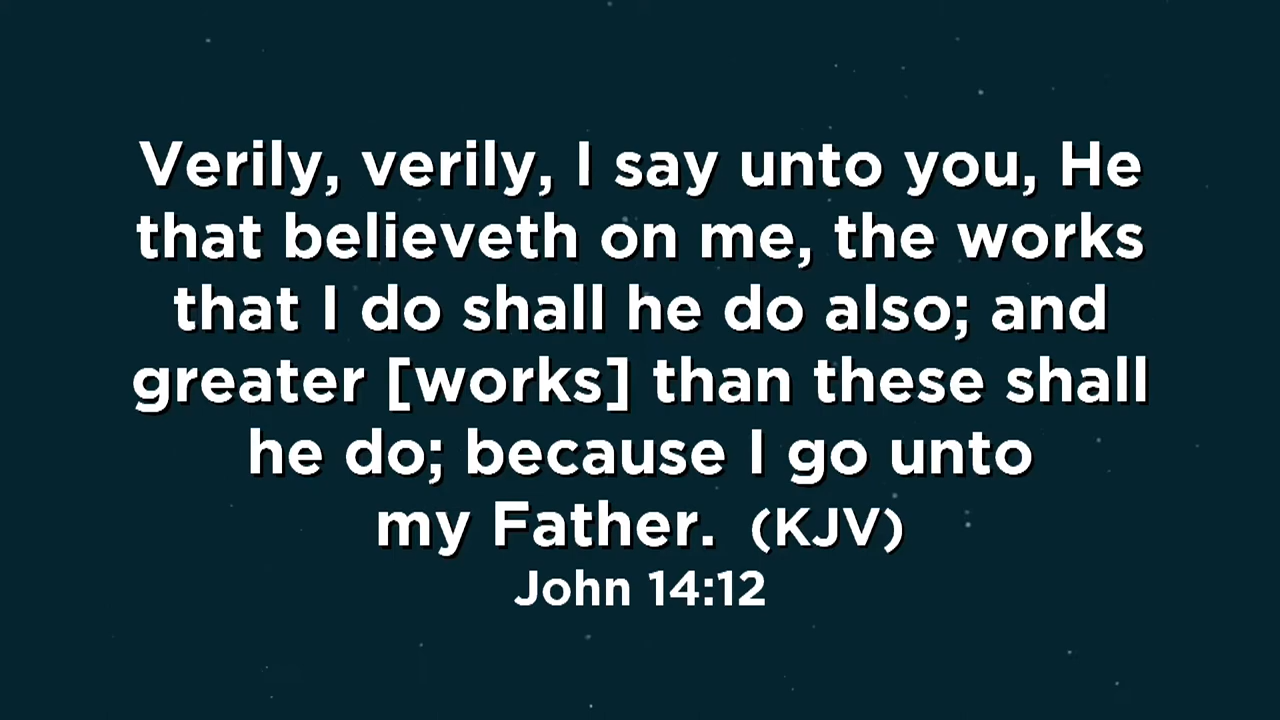 Verily, verily, I say unto you, He
that believeth on me, the works
that I do shall he do also; and
greater [works] than these shall
he do; because I go unto
my Father. (KJV)
John 14:12